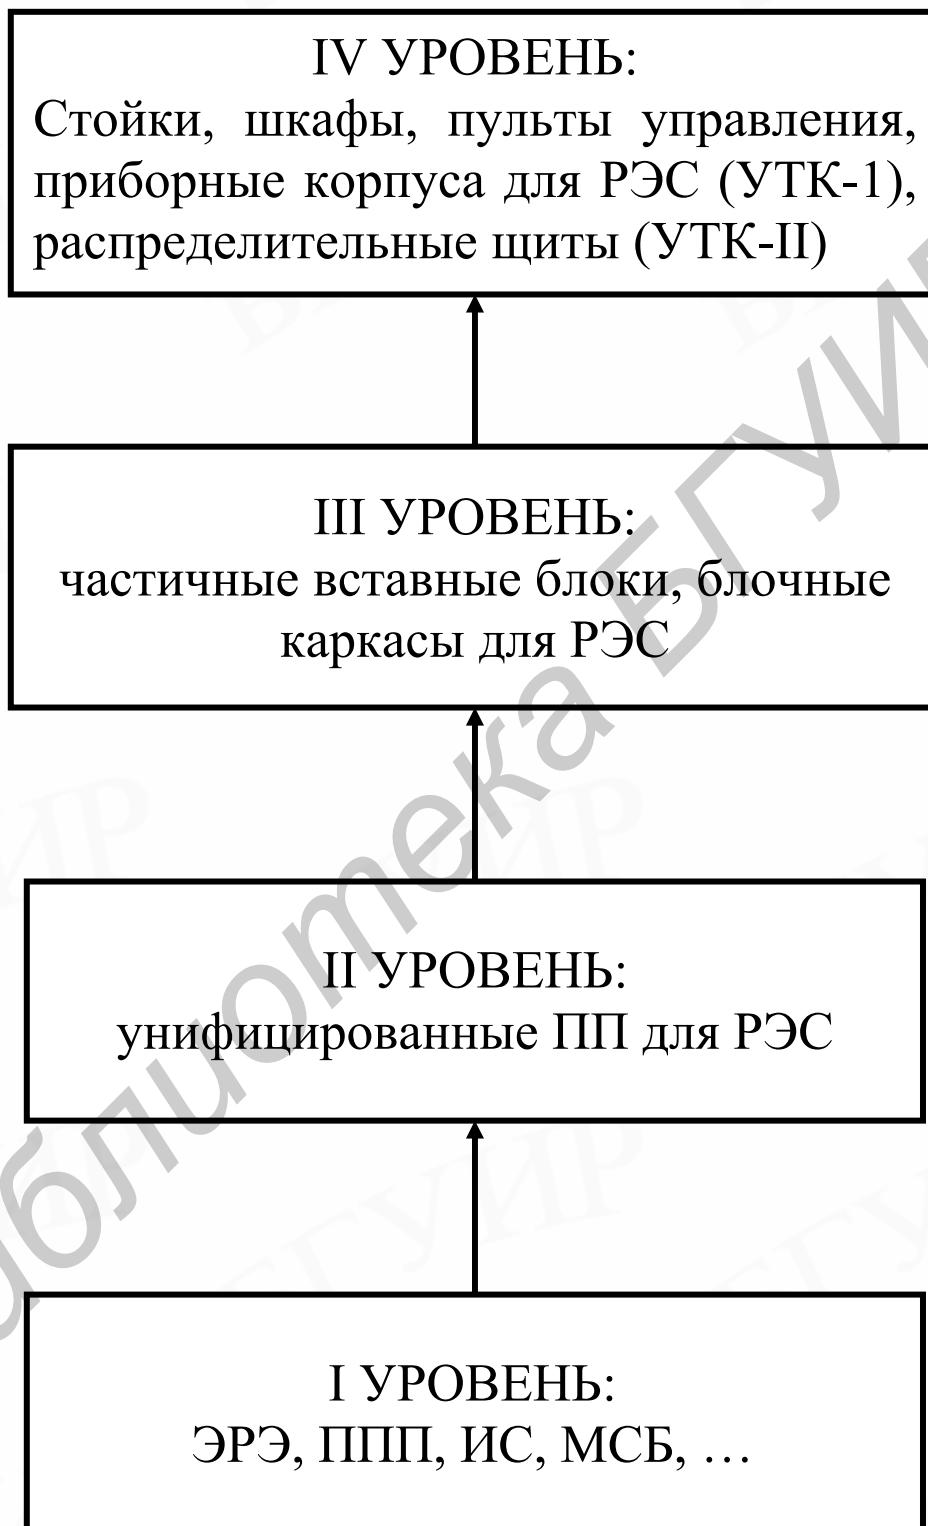 IV УРОВЕНЬ:
Стойки, шкафы, пульты управления,
приборные корпуса для РЭС (УТК-1),
распределительные щиты (УТК-II)
III УРОВЕНЬ:
частичные вставные блоки, блочные
каркасы для РЭС
II УРОВЕНЬ:
унифицированные ПП для РЭС
I УРОВЕНЬ:
ЭРЭ, ППП, ИС, МСБ, …